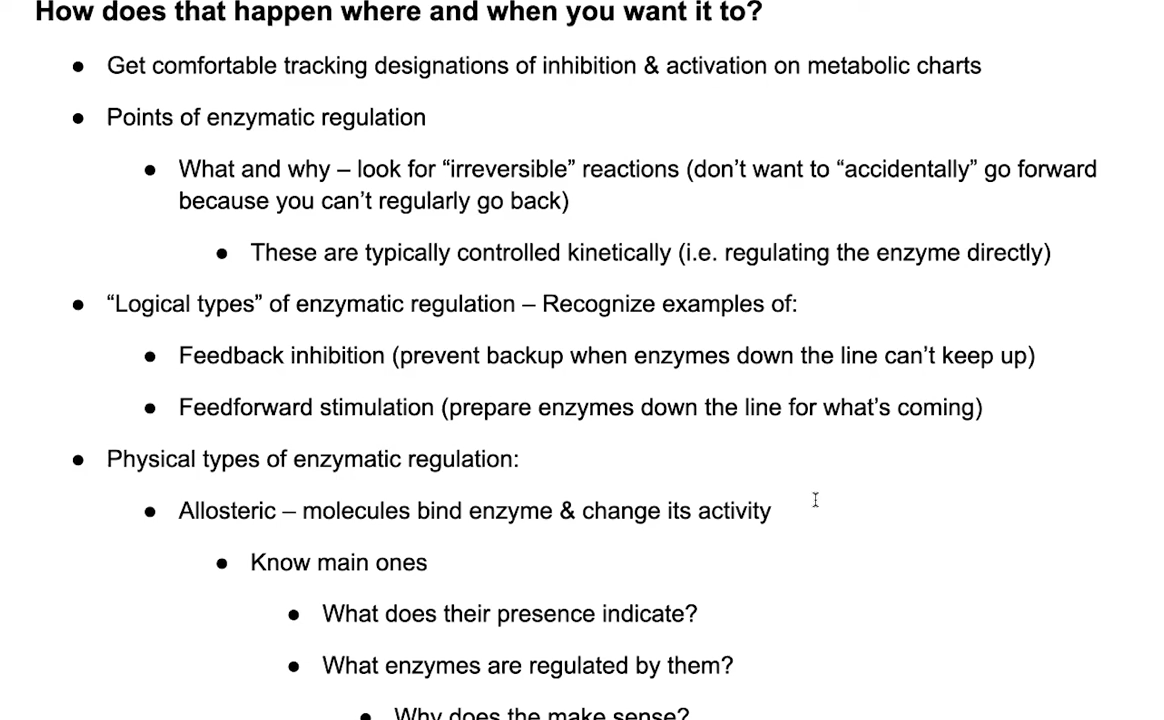 How does that happen where and when you want it to?
● Get comfortable tracking designations of inhibition & activation on metabolic charts
● Points of enzymatic regulation
● What and why – look for “irreversible” reactions (don’t want to “accidentally” go forward
because you can’t regularly go back)
● These are typically controlled kinetically (i.e. regulating the enzyme directly)
● “Logical types” of enzymatic regulation – Recognize examples of:
● Feedback inhibition (prevent backup when enzymes down the line can’t keep up)
● Feedforward stimulation (prepare enzymes down the line for what’s coming)
● Physical types of enzymatic regulation:
● Allosteric – molecules bind enzyme & change its activity
● Know main ones
● What does their presence indicate?
● What enzymes are regulated by them?
● Why does the make sense?